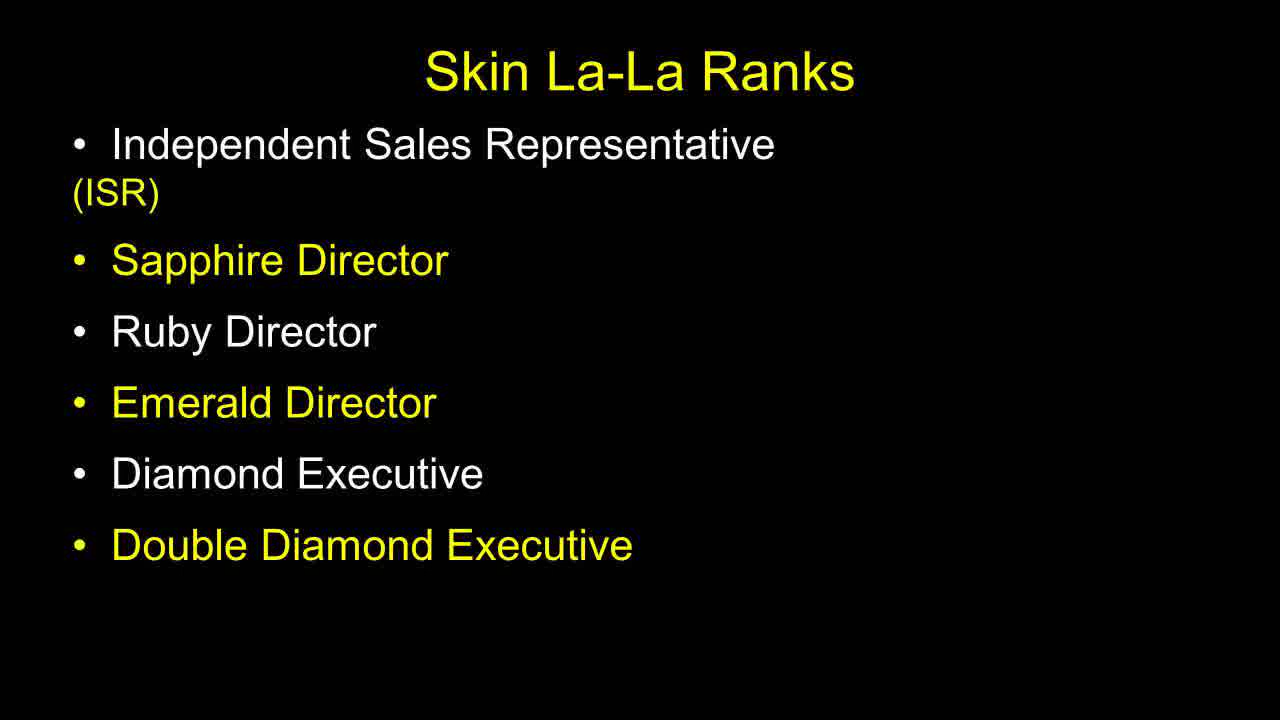 Skin La-La Ranks
• Independent Sales Representative
(ISR)
• Sapphire Director
• Ruby Director
• Emerald Director
• Diamond Executive
• Double Diamond Executive